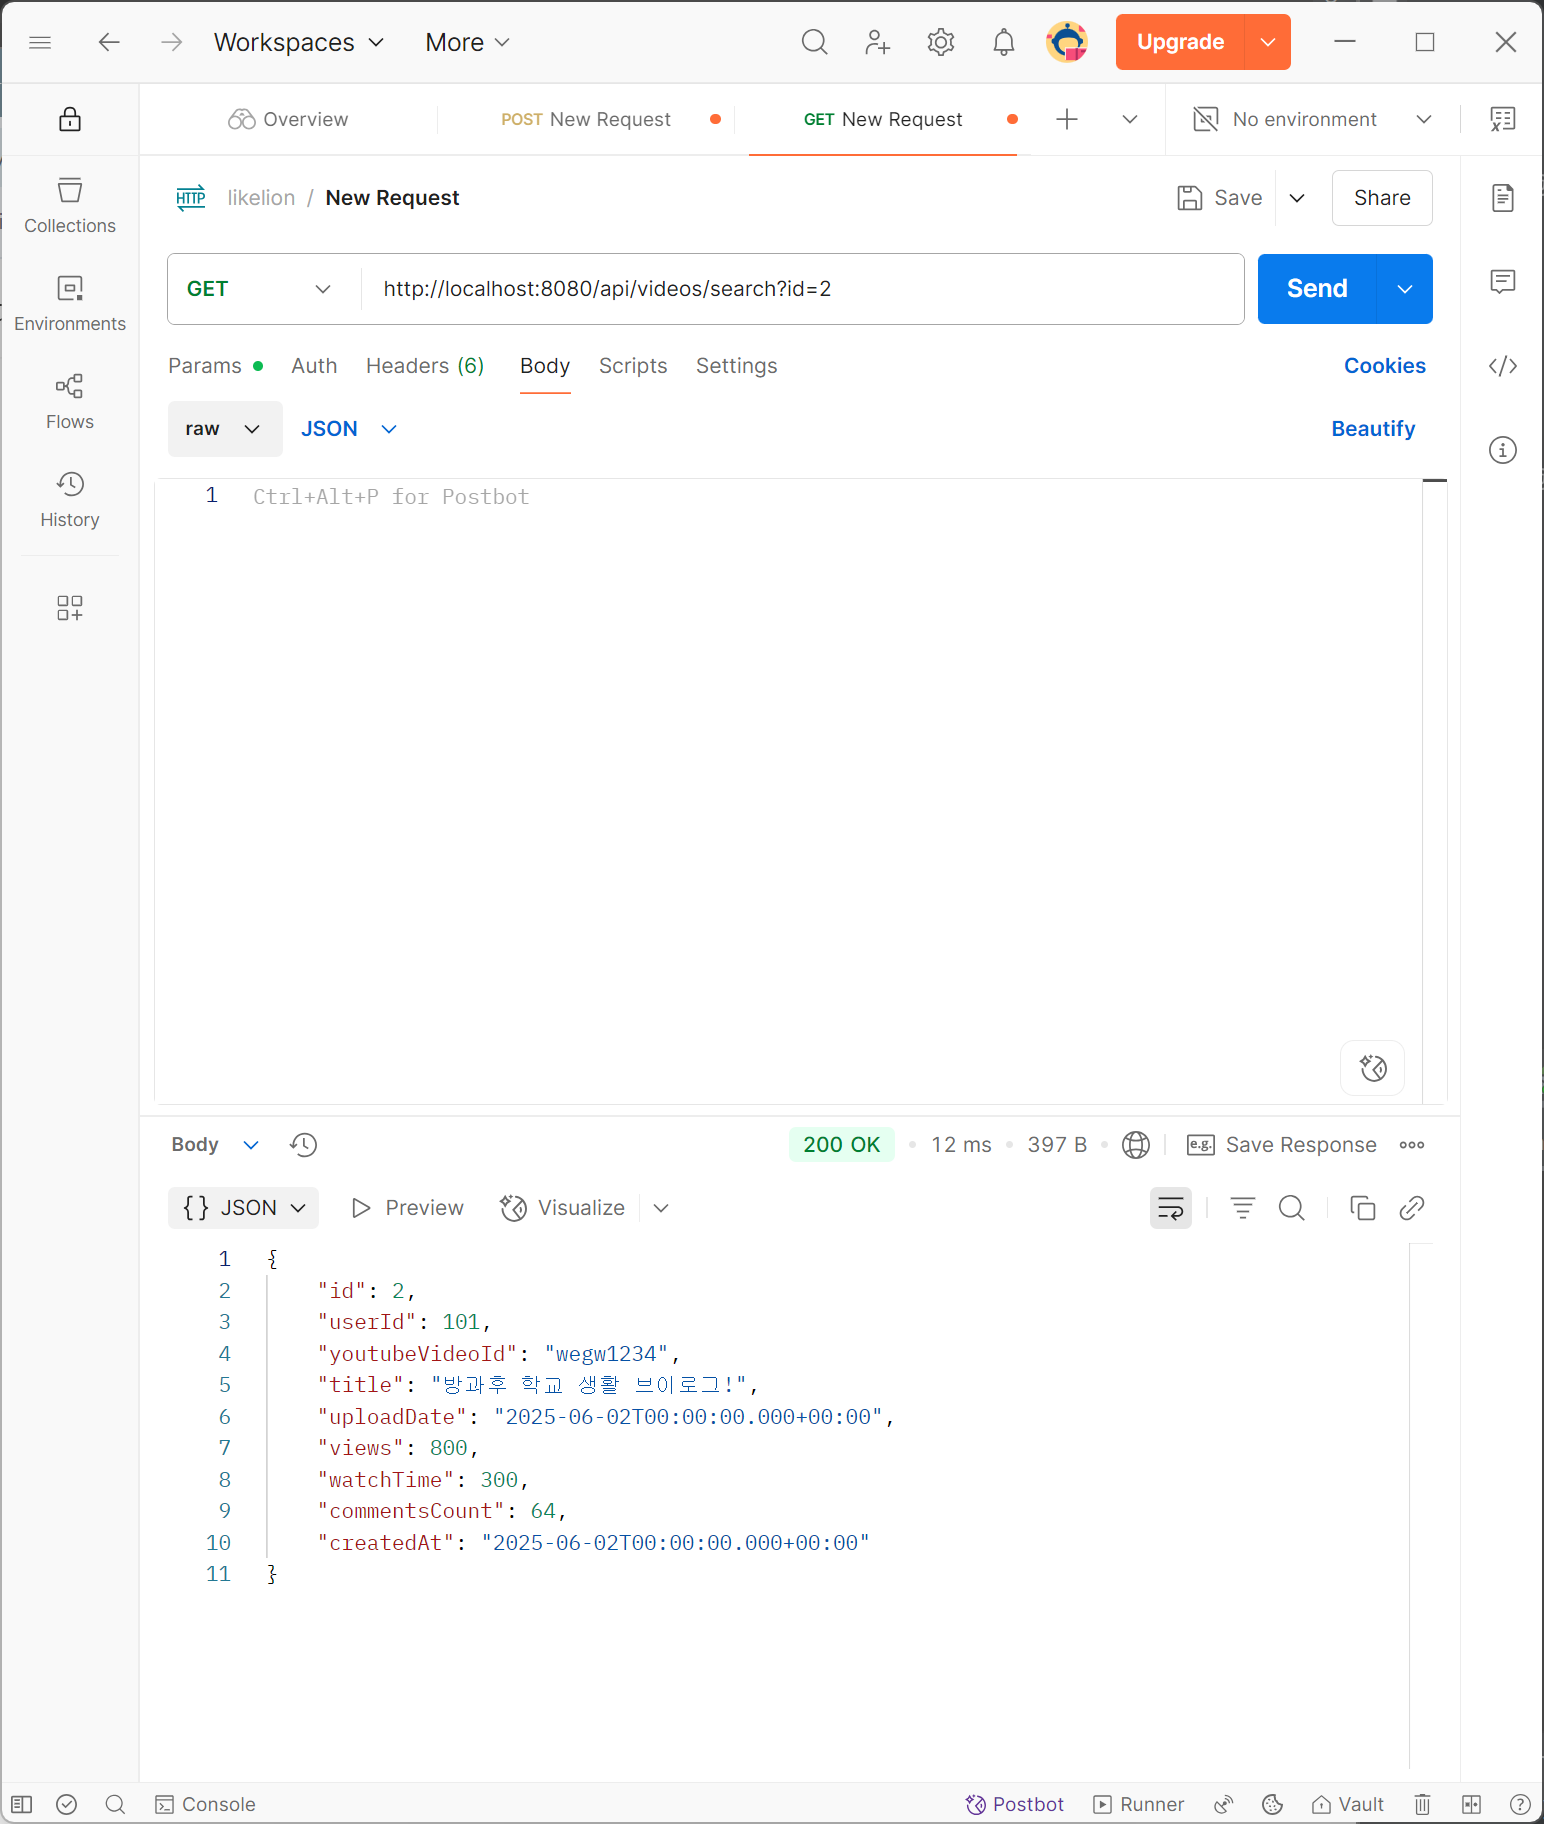 Workspaces More Upgrade
Overview POST New Request GET New Request No environment
HTTP likelion / New Request Save Share
Collections
Environments
Flows
History
GET http://localhost:8080/api/videos/search?id=2 Send
Params Auth Headers (6) Body Scripts Settings Cookies
raw JSON Beautify
1 Ctrl+Alt+P for Postbot
Body 200 OK 12 ms 397 B e.g. Save Response
{} JSON Preview Visualize
1 {
2 "id": 2,
3 "userId": 101,
4 "youtubeVideoId": "wegw1234",
5 "title": "방과후 학교 생활 브이로그!",
6 "uploadDate": "2025-06-02T00:00:00.000+00:00",
7 "views": 800,
8 "watchTime": 300,
9 "commentsCount": 64,
10 "createdAt": "2025-06-02T00:00:00.000+00:00"
11 }
Console Postbot Runner Vault